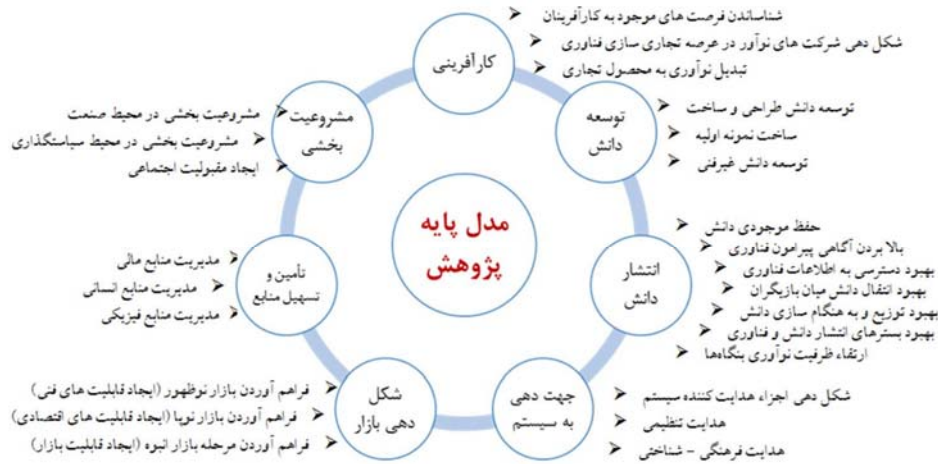 شناساندن فرصت های موجود به کارآفرینان
شکل دهی شرکت های نوآور در عرصه تجاری سازی فناوری
تبدیل نوآوری به محصول تجاری
کارآفرینی
توسعه
دانش
توسعه دانش طراحی و ساخت
ساخت نمونه اولیه
توسعه دانش غیرفنی
انتشار
دانش
حفظ موجودی دانش
بالا بردن آگاهی پیرامون فناوری
بهبود دسترسی به اطلاعات فناوری
بهبود انتقال دانش میان بازیگران
بهبود توزیع و به هنگام سازی دانش
بهبود بسترهای انتشار دانش و فناوری
ارتقاء ظرفیت نوآوری بنگاه‌ها
جهت دهی
به سیستم
شکل دهی اجزاء هدایت کننده سیستم
هدایت تنظیمی
هدایت فرهنگی - شناختی
شکل
دهی بازار
فراهم آوردن بازار نوظهور (ایجاد قابلیت های فنی)
فراهم آوردن بازار نوپا (ایجاد قابلیت های اقتصادی)
فراهم آوردن مرحله بازار انبوه (ایجاد قابلیت بازار)
تأمین و
تسهیل منابع
مدیریت منابع مالی
مدیریت منابع انسانی
مدیریت منابع فیزیکی
مشروعیت
بخشی
مشروعیت بخشی در محیط صنعت
مشروعیت بخشی در محیط سیاستگذاری
ایجاد مقبولیت اجتماعی
مدل پایه
پژوهش